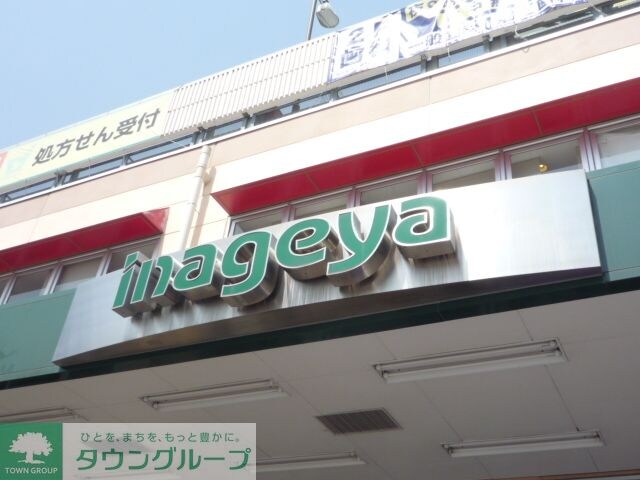 処方せん受付
inageya
TOWN GROUP
ひとを、まちを、もっと豊かに。
タウングループ